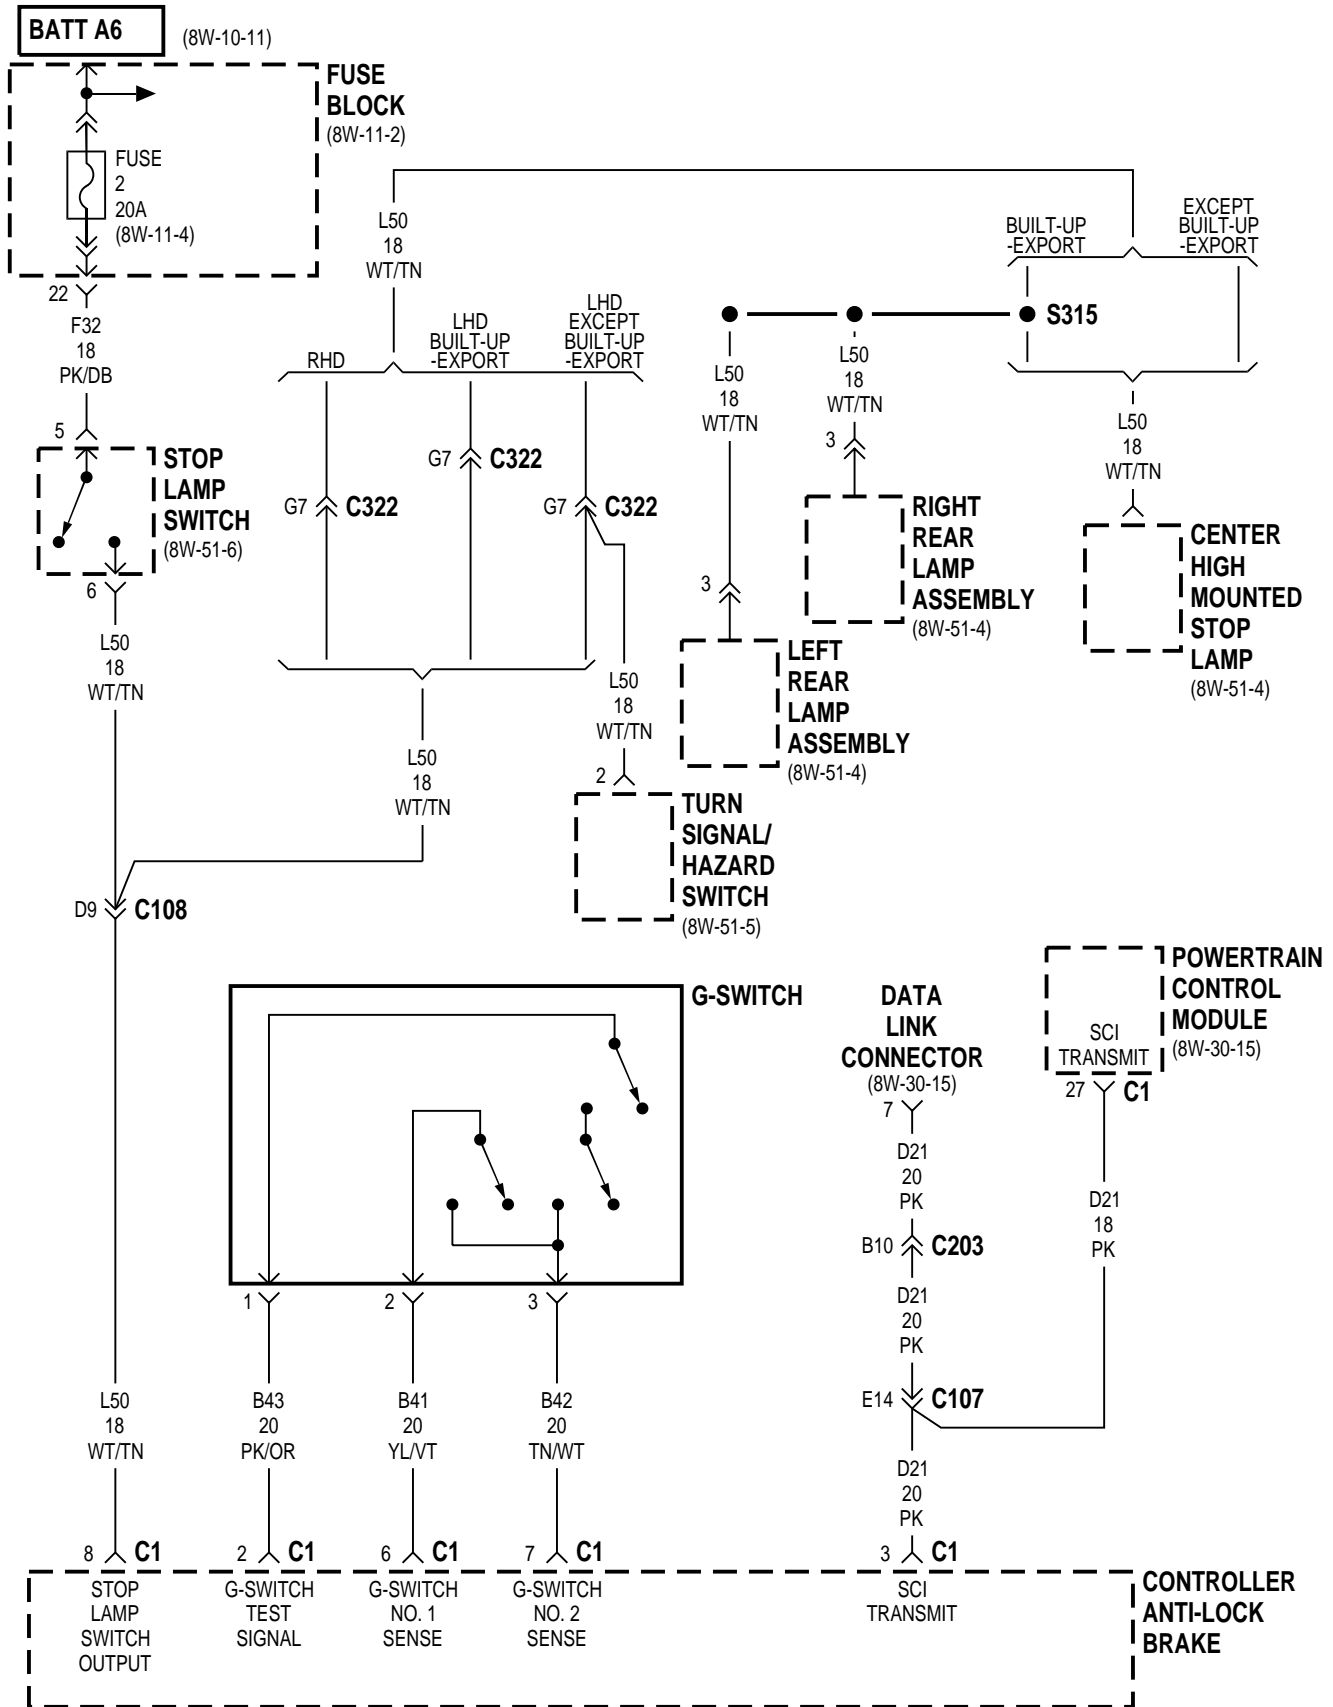 BATT A6
(8W-10-11)
FUSE
BLOCK
(8W-11-2)
FUSE
2
20A
(8W-11-4)
22
F32
18
PK/DB
5
STOP
LAMP
SWITCH
(8W-51-6)
6
L50
18
WT/TN
L50
18
WT/TN
RHD
LHD
BUILT-UP
-EXPORT
LHD
EXCEPT
BUILT-UP
-EXPORT
G7
C322
G7
C322
G7
C322
L50
18
WT/TN
L50
18
WT/TN
2
TURN
SIGNAL/
HAZARD
SWITCH
(8W-51-5)
BUILT-UP
-EXPORT
EXCEPT
BUILT-UP
-EXPORT
S315
L50
18
WT/TN
3
LEFT
REAR
LAMP
ASSEMBLY
(8W-51-4)
L50
18
WT/TN
3
RIGHT
REAR
LAMP
ASSEMBLY
(8W-51-4)
L50
18
WT/TN
CENTER
HIGH
MOUNTED
STOP
LAMP
(8W-51-4)
D9
C108
G-SWITCH
1
2
3
DATA
LINK
CONNECTOR
(8W-30-15)
7
D21
20
PK
B10
C203
D21
20
PK
E14
C107
D21
20
PK
POWERTRAIN
CONTROL
MODULE
(8W-30-15)
SCI
TRANSMIT
27
C1
D21
18
PK
L50
18
WT/TN
B43
20
PK/OR
B41
20
YL/VT
B42
20
TN/WT
8
C1
2
C1
6
C1
7
C1
3
C1
STOP
LAMP
SWITCH
OUTPUT
G-SWITCH
TEST
SIGNAL
G-SWITCH
NO. 1
SENSE
G-SWITCH
NO. 2
SENSE
SCI
TRANSMIT
CONTROLLER
ANTI-LOCK
BRAKE